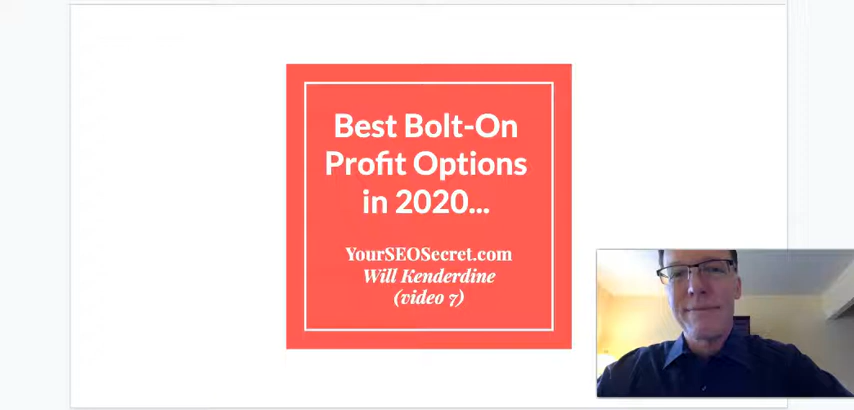 Best Bolt-On
Profit Options
in 2020...
YourSEOSecret.com
Will Kenderdine
(video 7)